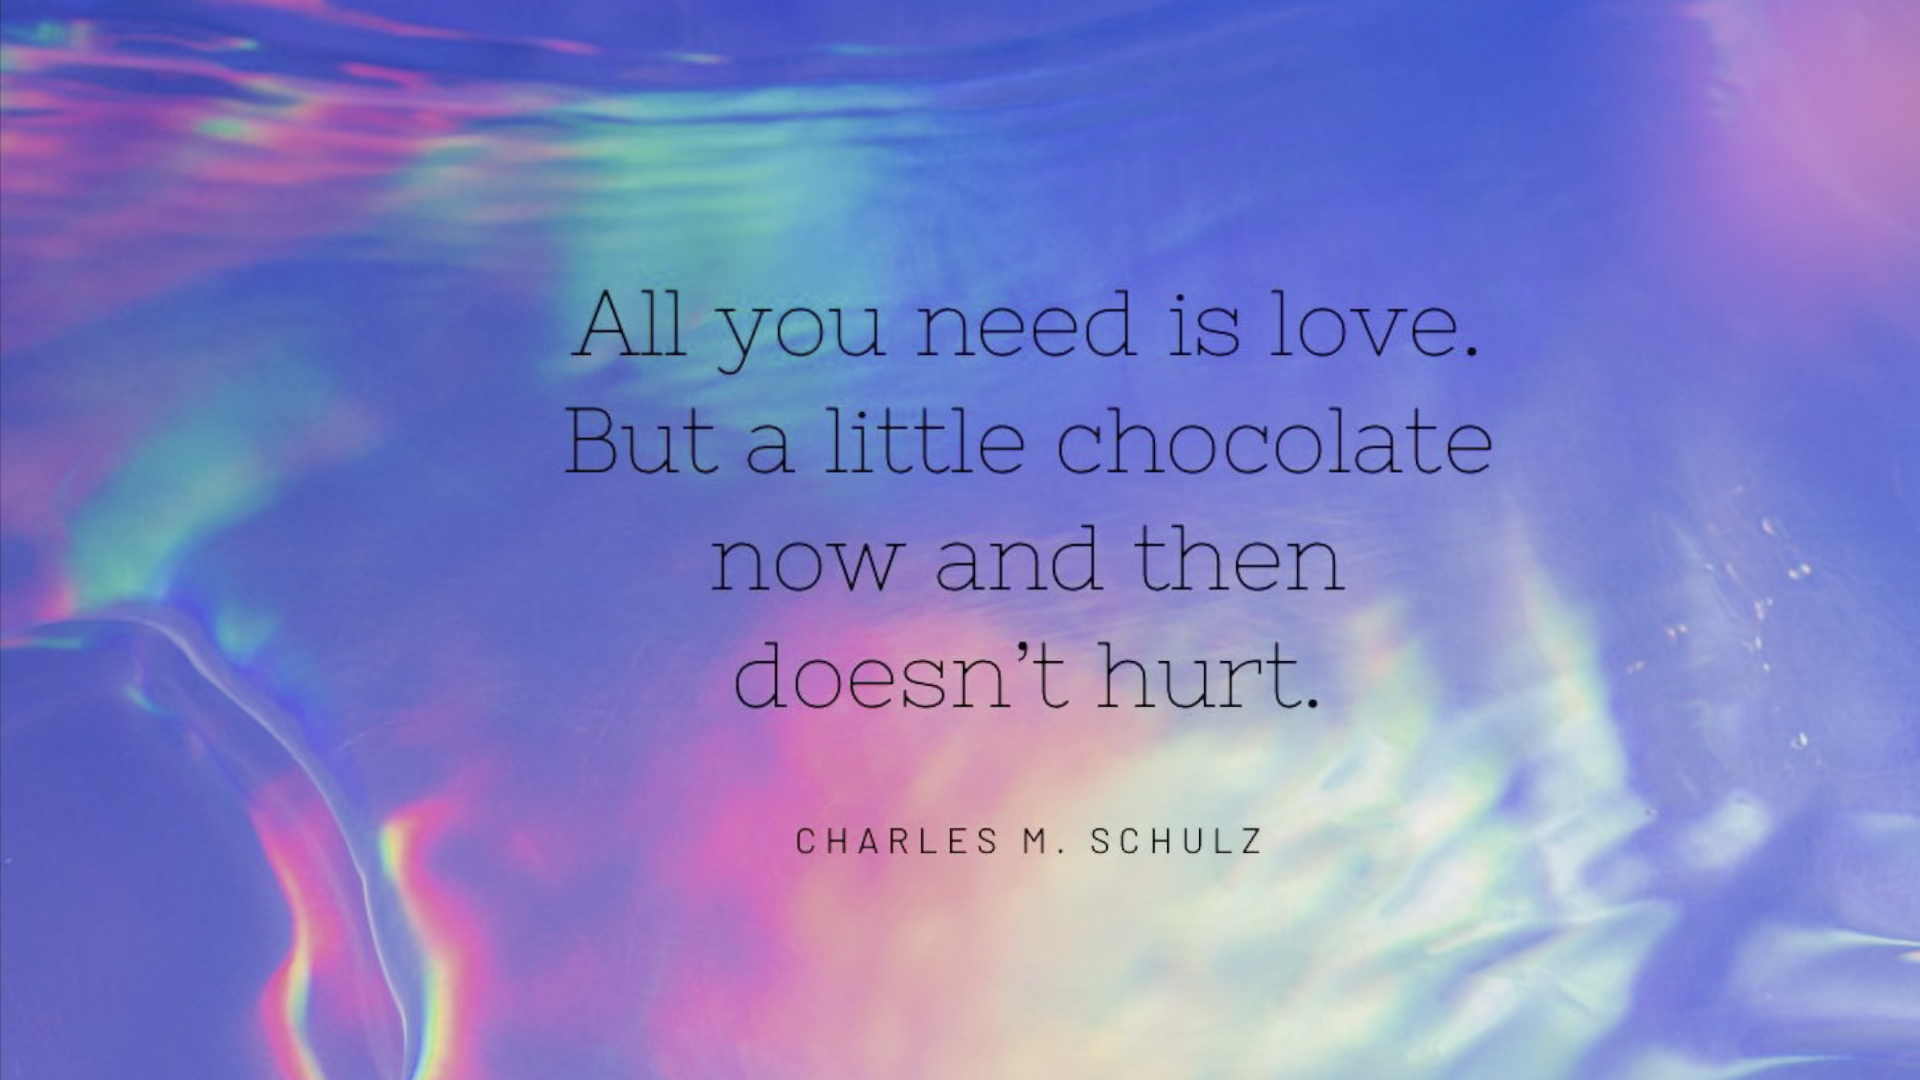 All you need is love.
But a little chocolate
now and then
doesn’t hurt.
CHARLES M. SCHULZ